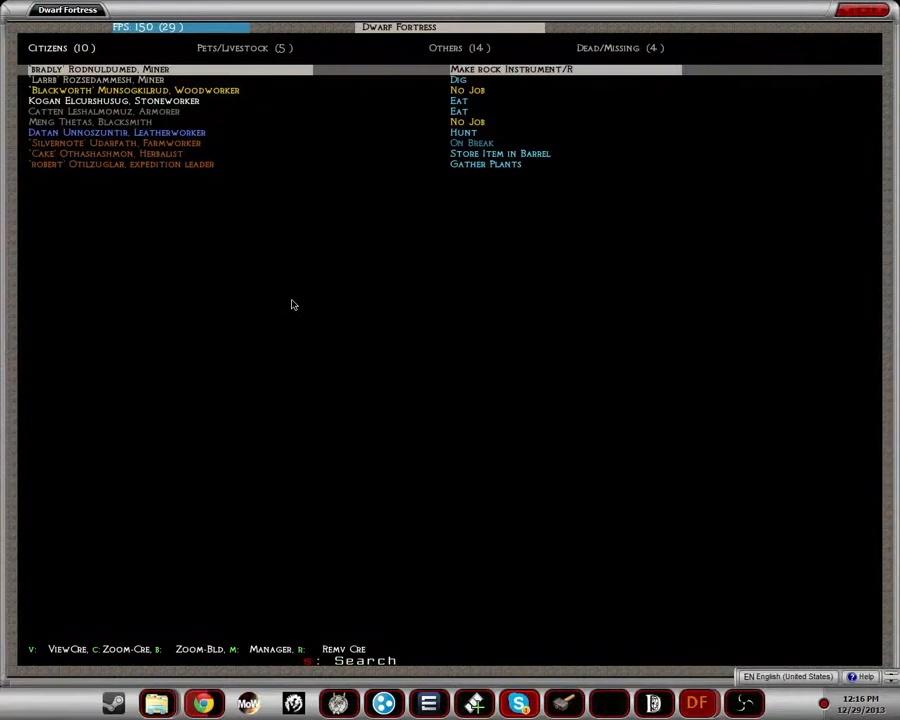 Dwarf Fortress
FPS: 150 (29) Dwarf Fortress
Citizens (10) Pets/Livestock (5) Others (14) Dead/Missing (4)
'bradly' Rodnuldumed, Miner Make rock Instrument/R
'Larrb' Rozsedammesh, Miner Dig
'Blackworth' Munsogkilrud, Woodworker No Job
Kogan Elcurshusug, Stoneworker Eat
Catten Leshalmomuz, Armorer Eat
Meng Thetas, Blacksmith No Job
Datan Unnoszuntir, Leatherworker Hunt
'Silvernote' Udarfath, Farmworker On Break
'Cake' Othashashmon, Herbalist Store Item in Barrel
'robert' Otilzuglar, expedition leader Gather Plants
v: ViewCre, c: Zoom-Cre, b: Zoom-Bld, m: Manager, r: Remv Cre
s: Search
EN English (United States) Help
MoW S DF 12:16 PM
12/29/2013